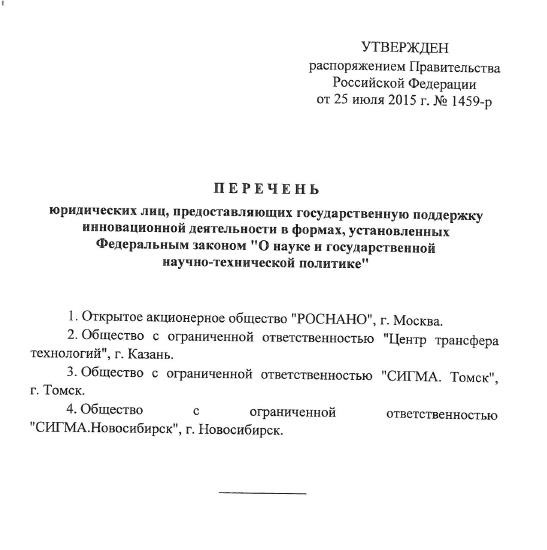 УТВЕРЖДЕН
распоряжением Правительства
Российской Федерации
от 25 июля 2015 г. № 1459-р
ПЕРЕЧЕНЬ
юридических лиц, предоставляющих государственную поддержку
инновационной деятельности в формах, установленных
Федеральным законом "О науке и государственной
научно-технической политике"
1. Открытое акционерное общество "РОСНАНО", г. Москва.
2. Общество с ограниченной ответственностью "Центр трансфера
технологий", г. Казань.
3. Общество с ограниченной ответственностью "СИГМА. Томск",
г. Томск.
4. Общество с ограниченной ответственностью
"СИГМА.Новосибирск", г. Новосибирск.